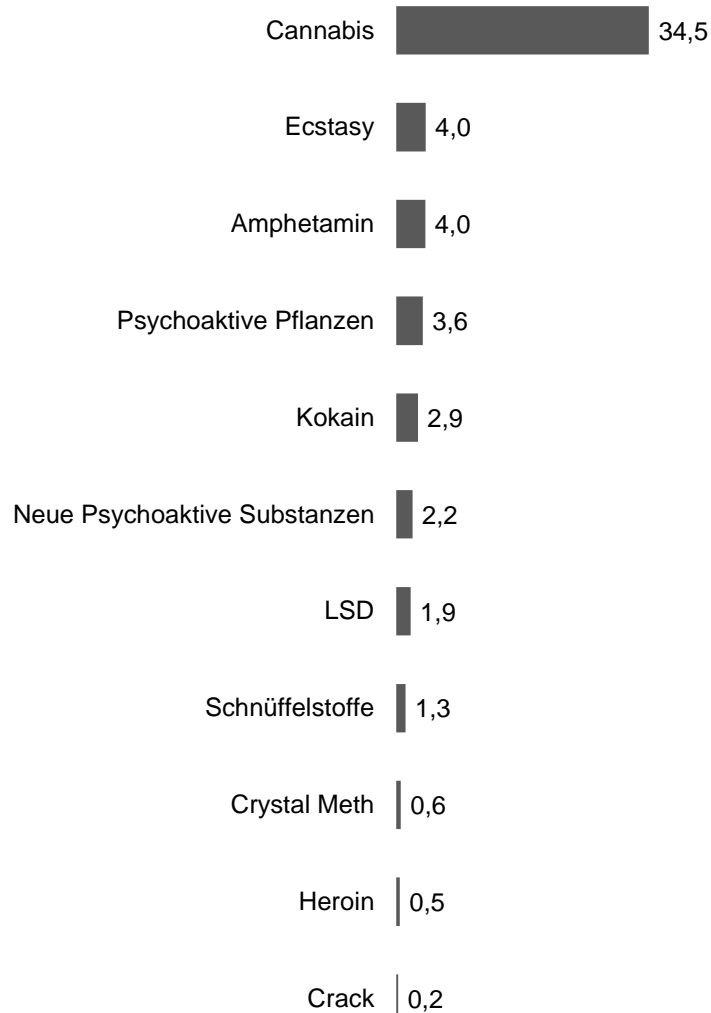 Cannabis 34,5
Ecstasy 4,0
Amphetamin 4,0
Psychoaktive Pflanzen 3,6
Kokain 2,9
Neue Psychoaktive Substanzen 2,2
LSD 1,9
Schnüffelstoffe 1,3
Crystal Meth 0,6
Heroin 0,5
Crack 0,2